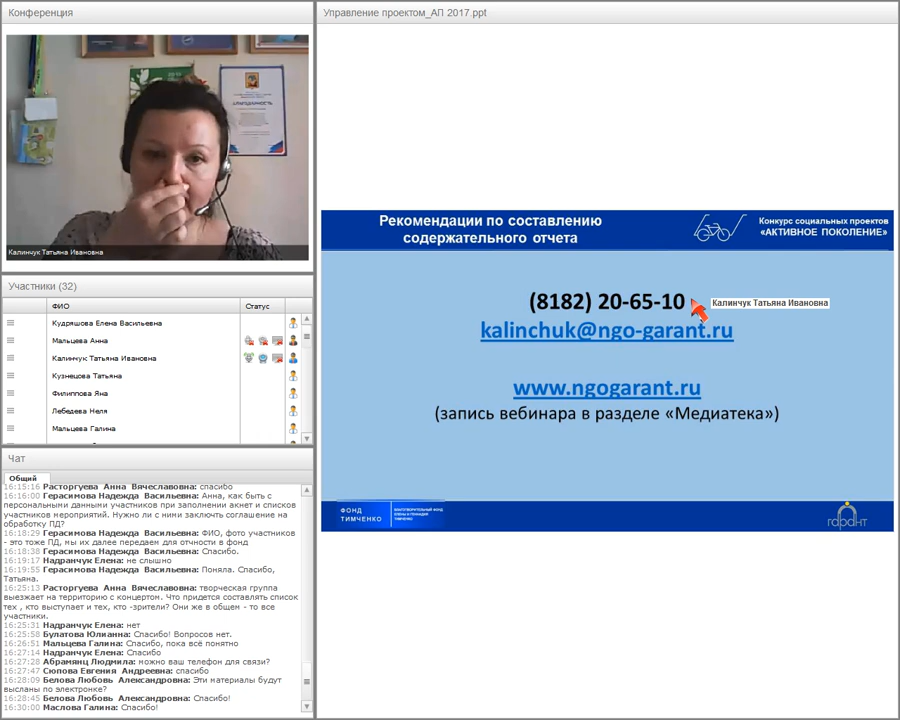 Конференция
БЛАГОДАРНОСТЬ
Калинчук Татьяна Ивановна
Участники (32)
ФИО
Статус
Кудряшова Елена Васильевна
Мальцева Анна
Калинчук Татьяна Ивановна
Кузнецова Татьяна
Филиппова Яна
Лебедева Неля
Мальцева Галина
Чат
Общий
16:15:16 Расторгуева Анна Вячеславовна: спасибо
16:16:00 Герасимова Надежда Васильевна: Анна, как быть с
персональными данными участников при заполнении акнет и списков
участников мероприятий. Нужно ли с ними заключть соглашение на
обработку ПД?
16:18:29 Герасимова Надежда Васильевна: ФИО, фото участников
- это тоже ПД, мы их далее передаем для отчности в фонд
16:18:38 Герасимова Надежда Васильевна: Спасибо.
16:19:17 Надранчук Елена: не слышно
16:19:55 Герасимова Надежда Васильевна: Поняла. Спасибо,
Татьяна.
16:25:13 Расторгуева Анна Вячеславовна: творческая группа
выезжает на территорию с концертом. Что придется составлять список
тех , кто выступает и тех, кто -зрители? Они же в общем - то все
участники.
16:25:31 Надранчук Елена: нет
16:25:58 Булатова Юлианна: Спасибо! Вопросов нет.
16:26:51 Мальцева Галина: Спасибо, пока всё понятно
16:27:14 Надранчук Елена: Спасибо
16:27:28 Абрамянц Людмила: можно ваш телефон для связи?
16:27:47 Сюпова Евгения Андреевна: спасибо
16:28:09 Белова Любовь Александровна: Эти материалы будут
высланы по электронке?
16:28:45 Белова Любовь Александровна: Спасибо!
16:30:00 Маслова Галина: Спасибо!
Управление проектом_АП 2017.ppt
Рекомендации по составлению
содержательного отчета
Конкурс социальных проектов
«АКТИВНОЕ ПОКОЛЕНИЕ»
(8182) 20-65-10
Калинчук Татьяна Ивановна
kalinchuk@ngo-garant.ru
www.ngogarant.ru
(запись вебинара в разделе «Медиатека»)
ФОНД
ТИМЧЕНКО
БЛАГОТВОРИТЕЛЬНЫЙ ФОНД
ЕЛЕНЫ И ГЕННАДИЯ
ТИМЧЕНКО
гарант